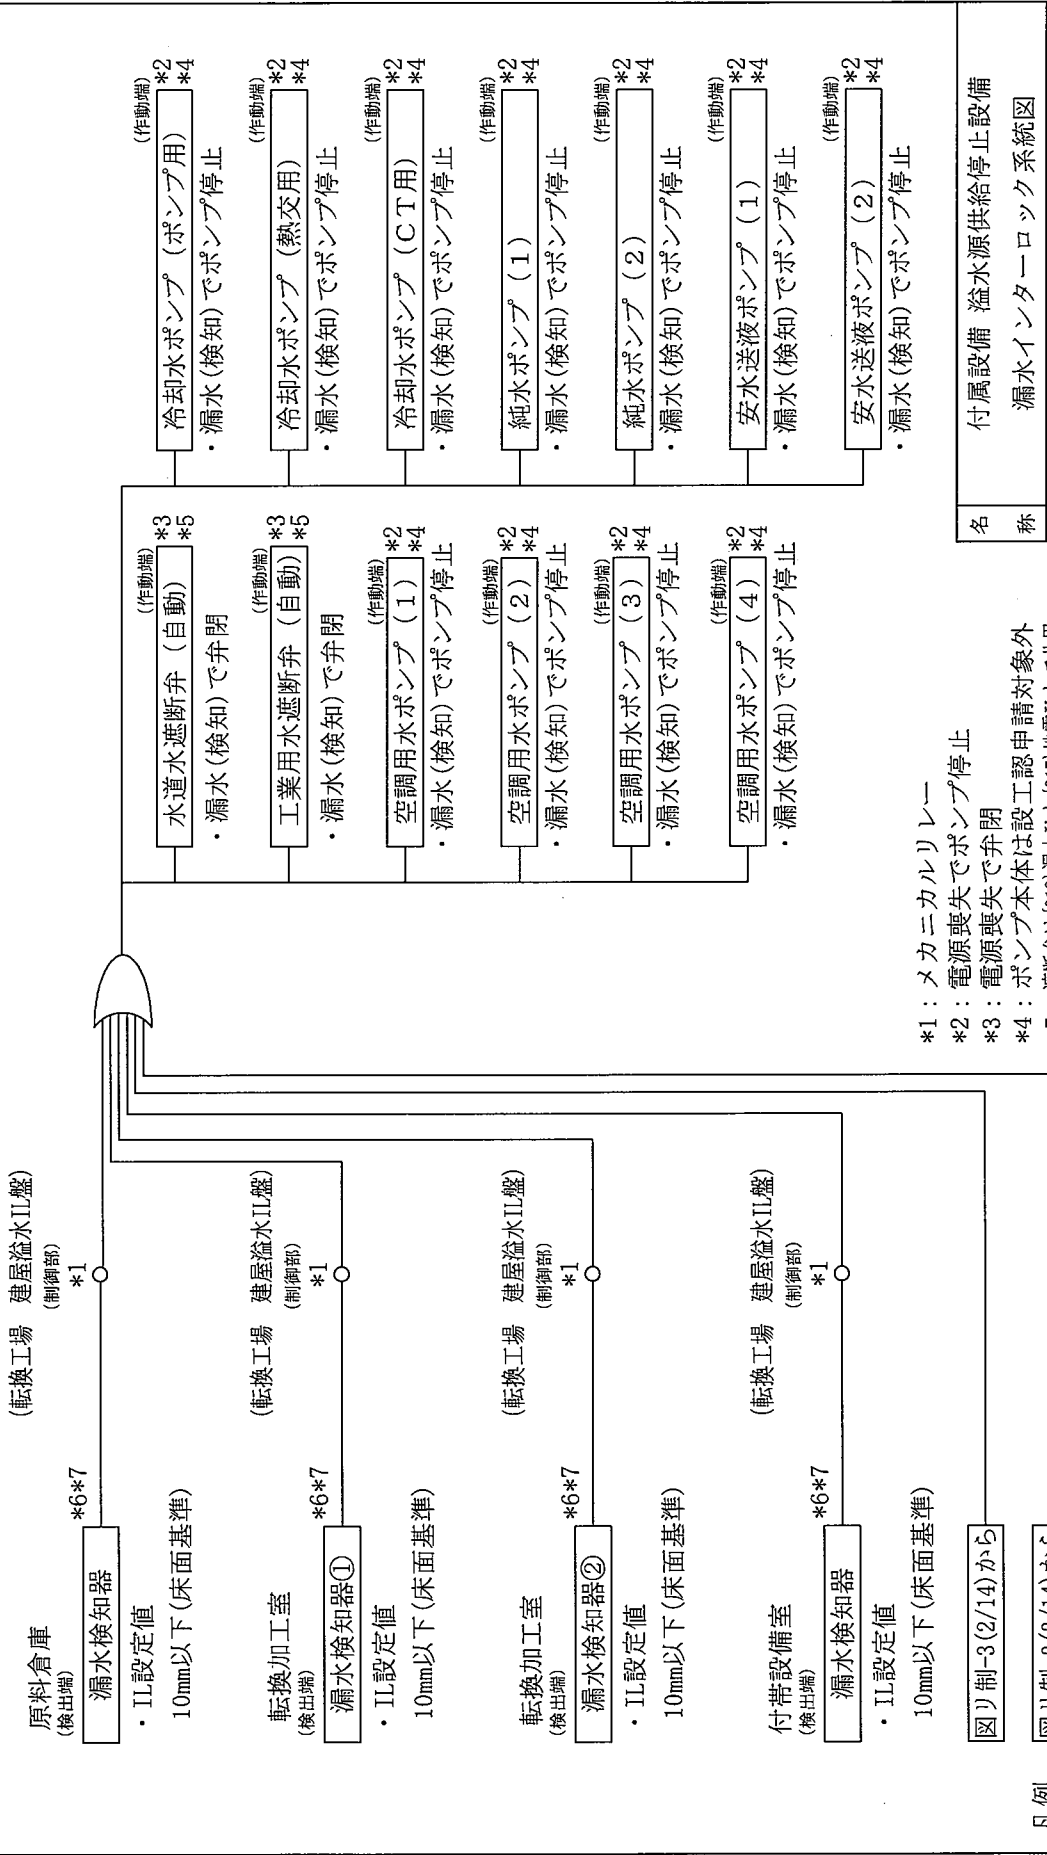 原料倉庫
(検出端)
漏水検知器
*6*7
・IL設定値
10mm以下(床面基準)
(転換工場 建屋溢水IL盤)
(制御部)
*1
転換加工室
(検出端)
漏水検知器①
*6*7
・IL設定値
10mm以下(床面基準)
(転換工場 建屋溢水IL盤)
(制御部)
*1
転換加工室
(検出端)
漏水検知器②
*6*7
・IL設定値
10mm以下(床面基準)
(転換工場 建屋溢水IL盤)
(制御部)
*1
付帯設備室
(検出端)
漏水検知器
*6*7
・IL設定値
10mm以下(床面基準)
(転換工場 建屋溢水IL盤)
(制御部)
*1
図リ制-3(2/14)から
(作動端)
水道水遮断弁(自動)
*3
*5
・漏水(検知)で弁閉
(作動端)
工業用水遮断弁(自動)
*3
*5
・漏水(検知)で弁閉
(作動端)
空調用水ポンプ(1)
*2
*4
・漏水(検知)でポンプ停止
(作動端)
空調用水ポンプ(2)
*2
*4
・漏水(検知)でポンプ停止
(作動端)
空調用水ポンプ(3)
*2
*4
・漏水(検知)でポンプ停止
(作動端)
空調用水ポンプ(4)
*2
*4
・漏水(検知)でポンプ停止
(作動端)
冷却水ポンプ(ポンプ用)
*2
*4
・漏水(検知)でポンプ停止
(作動端)
冷却水ポンプ(熱交用)
*2
*4
・漏水(検知)でポンプ停止
(作動端)
冷却水ポンプ(CT用)
*2
*4
・漏水(検知)でポンプ停止
(作動端)
純水ポンプ(1)
*2
*4
・漏水(検知)でポンプ停止
(作動端)
純水ポンプ(2)
*2
*4
・漏水(検知)でポンプ停止
(作動端)
安水送液ポンプ(1)
*2
*4
・漏水(検知)でポンプ停止
(作動端)
安水送液ポンプ(2)
*2
*4
・漏水(検知)でポンプ停止
*1:メカニカルリレー
*2:電源喪失でポンプ停止
*3:電源喪失で弁閉
*4:ポンプ本体は設工認申請対象外
名称
付属設備 溢水源供給停止設備
漏水インターロック系統図
凡例